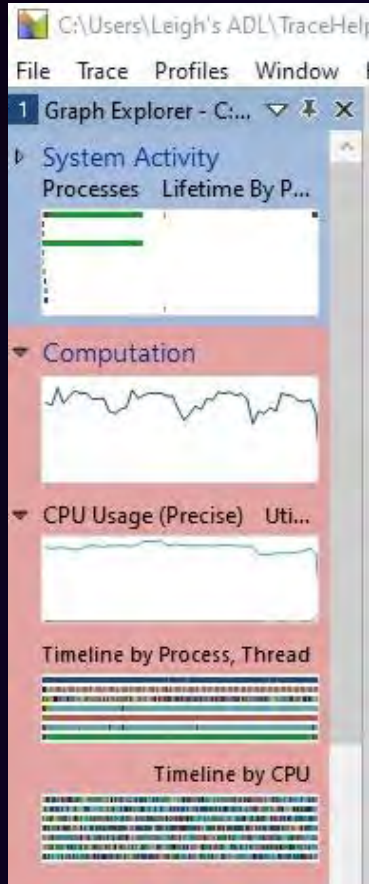 C:\Users\Leigh's ADL\TraceHelp
File Trace Profiles Window
1 Graph Explorer - C:...
System Activity
Processes Lifetime By P...
Computation
CPU Usage (Precise) Uti...
Timeline by Process, Thread
Timeline by CPU